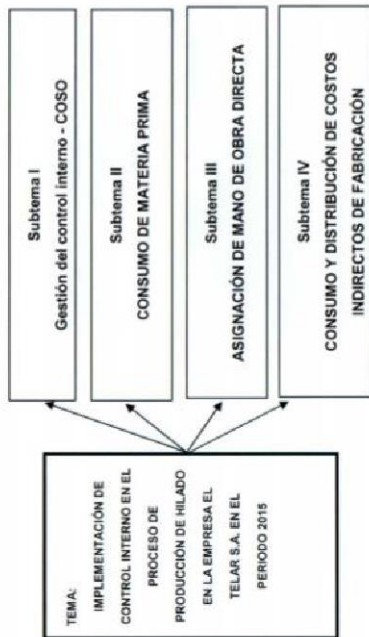 TEMA:
IMPLEMENTACIÓN DE
CONTROL INTERNO EN EL
PROCESO DE
PRODUCCIÓN DE HILADO
EN LA EMPRESA EL
TELAR S.A. EN EL
PERIODO 2015
Subtema I
Gestión del control interno - COSO
Subtema II
CONSUMO DE MATERIA PRIMA
Subtema III
ASIGNACIÓN DE MANO DE OBRA DIRECTA
Subtema IV
CONSUMO Y DISTRIBUCIÓN DE COSTOS
INDIRECTOS DE FABRICACIÓN